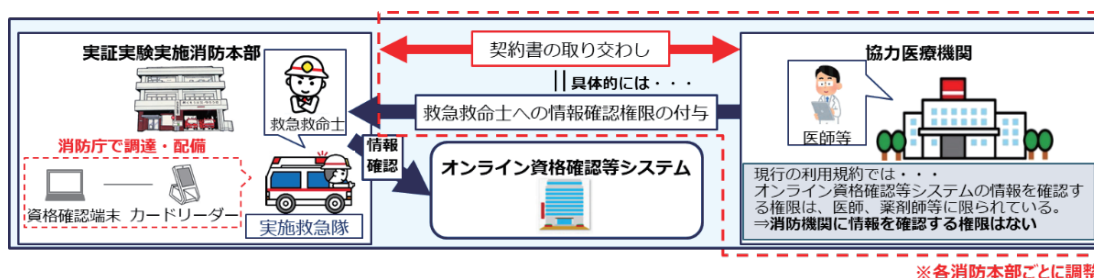 実証実験実施消防本部
救急救命士
消防庁で調達・配備
資格確認端末 カードリーダー
実施救急隊
契約書の取り交わし
||具体的には・・・
救急救命士への情報確認権限の付与
情報
確認
オンライン資格確認等システム
協力医療機関
医師等
現行の利用規約では・・・
オンライン資格確認等システムの情報を確認す
る権限は、医師、薬剤師等に限られている。
⇒消防機関に情報を確認する権限はない
※各消防本部ごとに調整